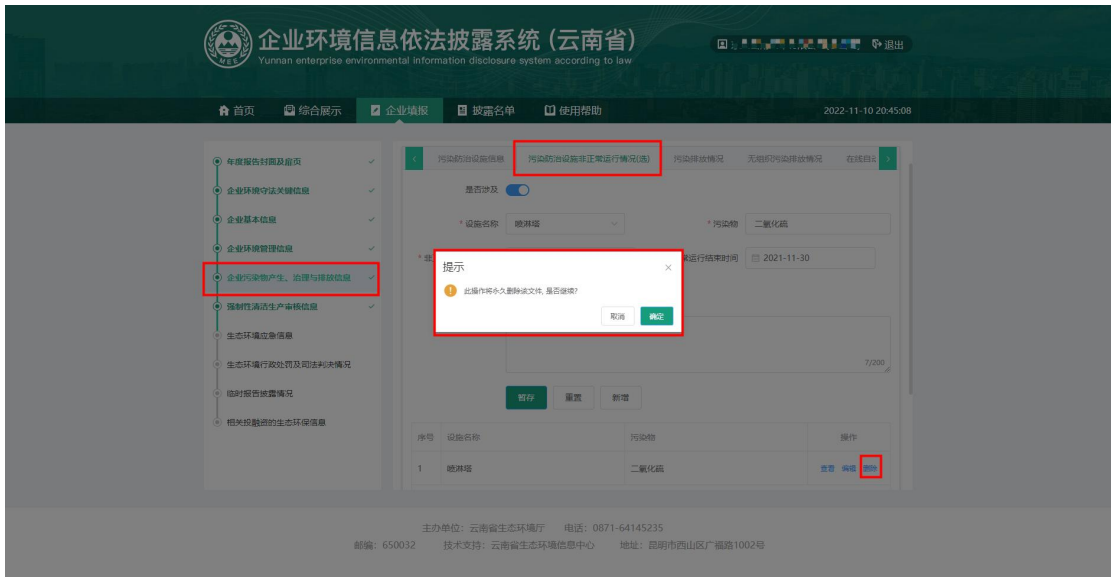 企业环境信息依法披露系统 (云南省)
Yunnan enterprise environmental information disclosure system according to law
MEE
退出
首页 综合展示 企业填报 披露名单 使用帮助 2022-11-10 20:45:08
年度报告封面及扉页
企业环境守法关键信息
企业基本信息
企业环境管理信息
企业污染物产生、治理与排放信息
强制性清洁生产审核信息
生态环境应急信息
生态环境行政处罚及司法判决情况
临时报告披露情况
相关投融资的生态环保信息
污染防治设施信息 污染防治设施非正常运行情况(选) 污染排放情况 无组织污染排放情况 在线自
是否涉及
* 设施名称 喷淋塔 * 污染物 二氧化硫
常运行结束时间 2021-11-30
提示
此操作将永久删除该文件, 是否继续?
取消 确定
7/200
暂存 重置 新增
序号 设施名称 污染物 操作
1 喷淋塔 二氧化硫 查看 编辑 删除
主办单位：云南省生态环境厅 电话：0871-64145235
邮编：650032 技术支持：云南省生态环境信息中心 地址：昆明市西山区广福路1002号